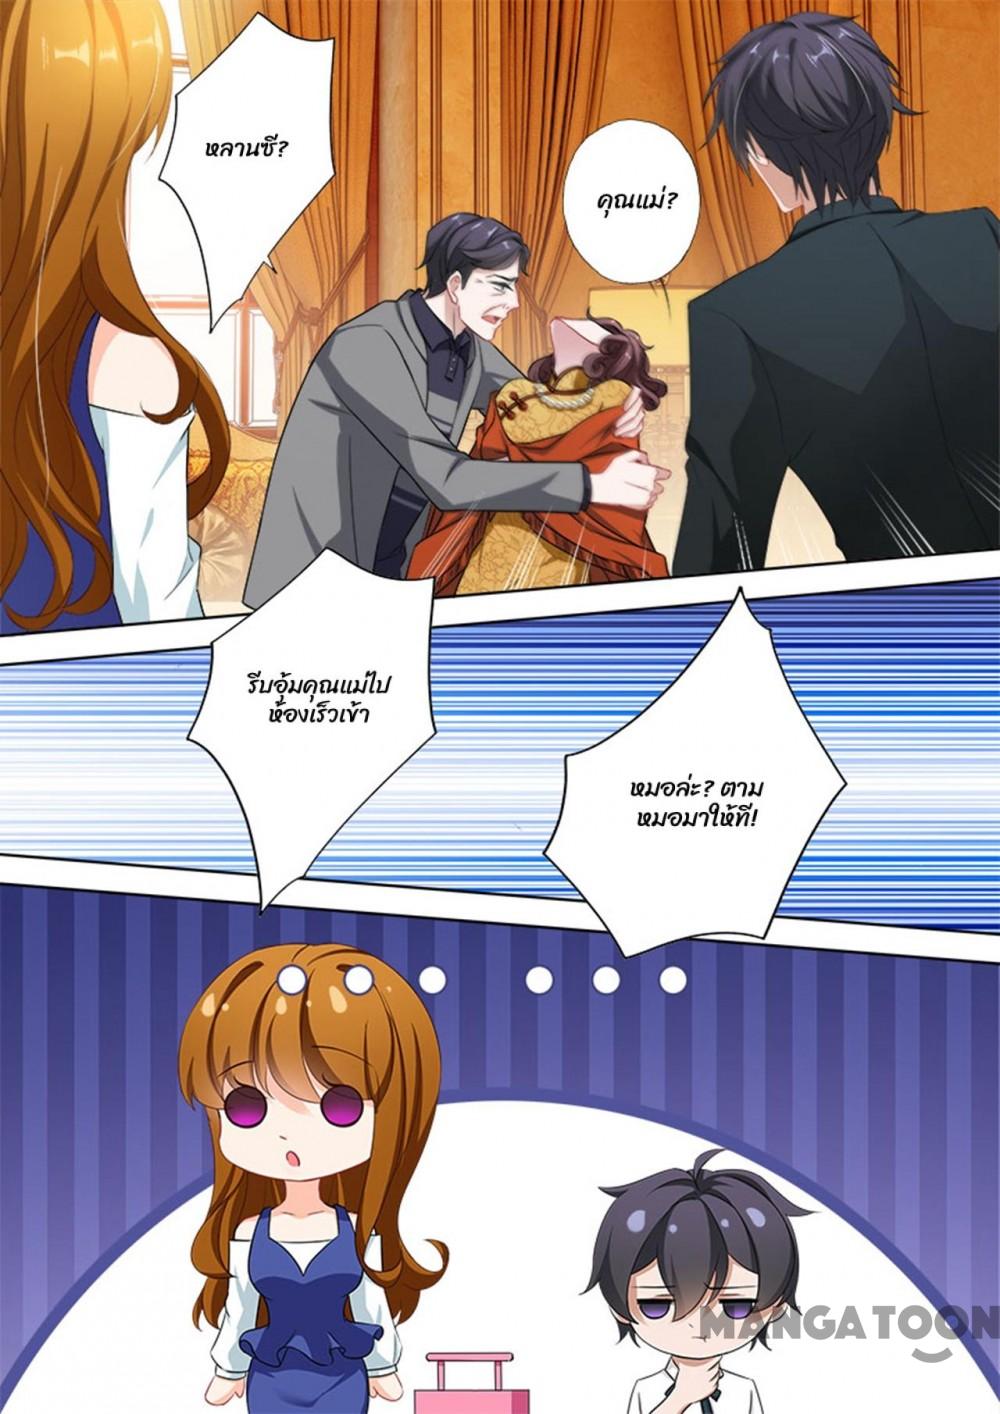 หลานซี?
คุณแม่?
รีบอุ้มคุณแม่ไป
ห้องเร็วเข้า
หมอล่ะ? ตาม
หมอมาให้ที!
MANGATOON